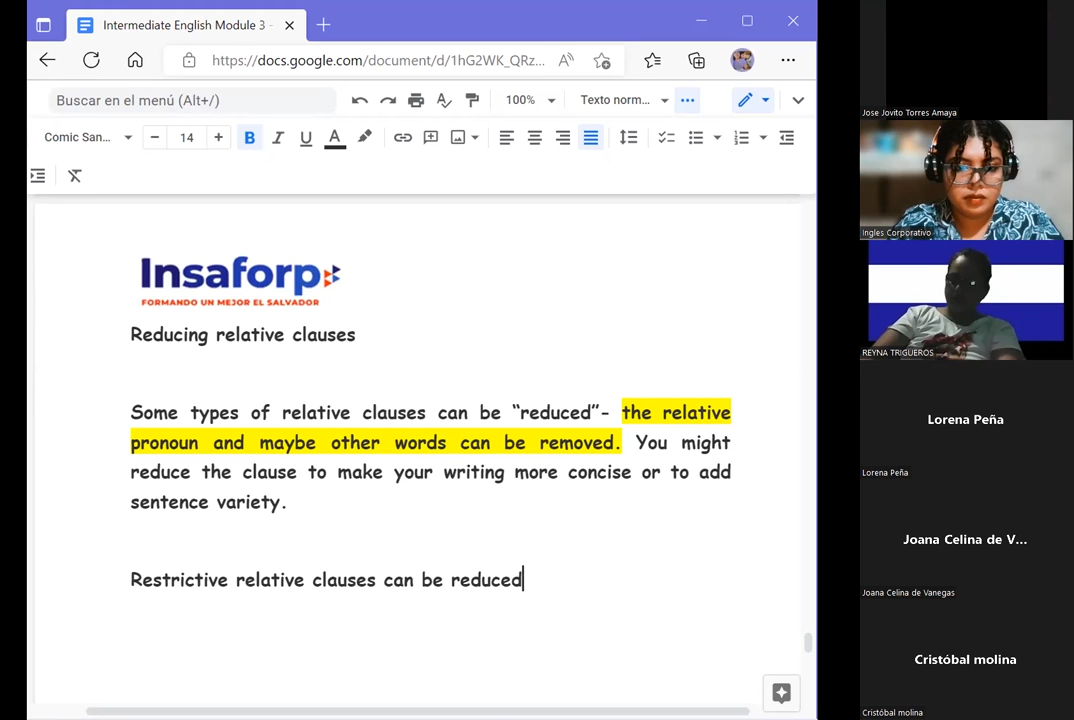 Intermediate English Module 3 -
https://docs.google.com/document/d/1hG2WK_QRz...
Buscar en el menú (Alt+/)
100%
Texto norm...
Comic San...
14
B
I
U
A
Insaforp
FORMANDO UN MEJOR EL SALVADOR
Reducing relative clauses
Some types of relative clauses can be “reduced”- the relative
pronoun and maybe other words can be removed. You might
reduce the clause to make your writing more concise or to add
sentence variety.
Restrictive relative clauses can be reduced
Jose Jovito Torres Amaya
Ingles Corporativo
REYNA TRIGUEROS
Lorena Peña
Lorena Peña
Joana Celina de V...
Joana Celina de Vanegas
Cristóbal molina
Cristóbal molina